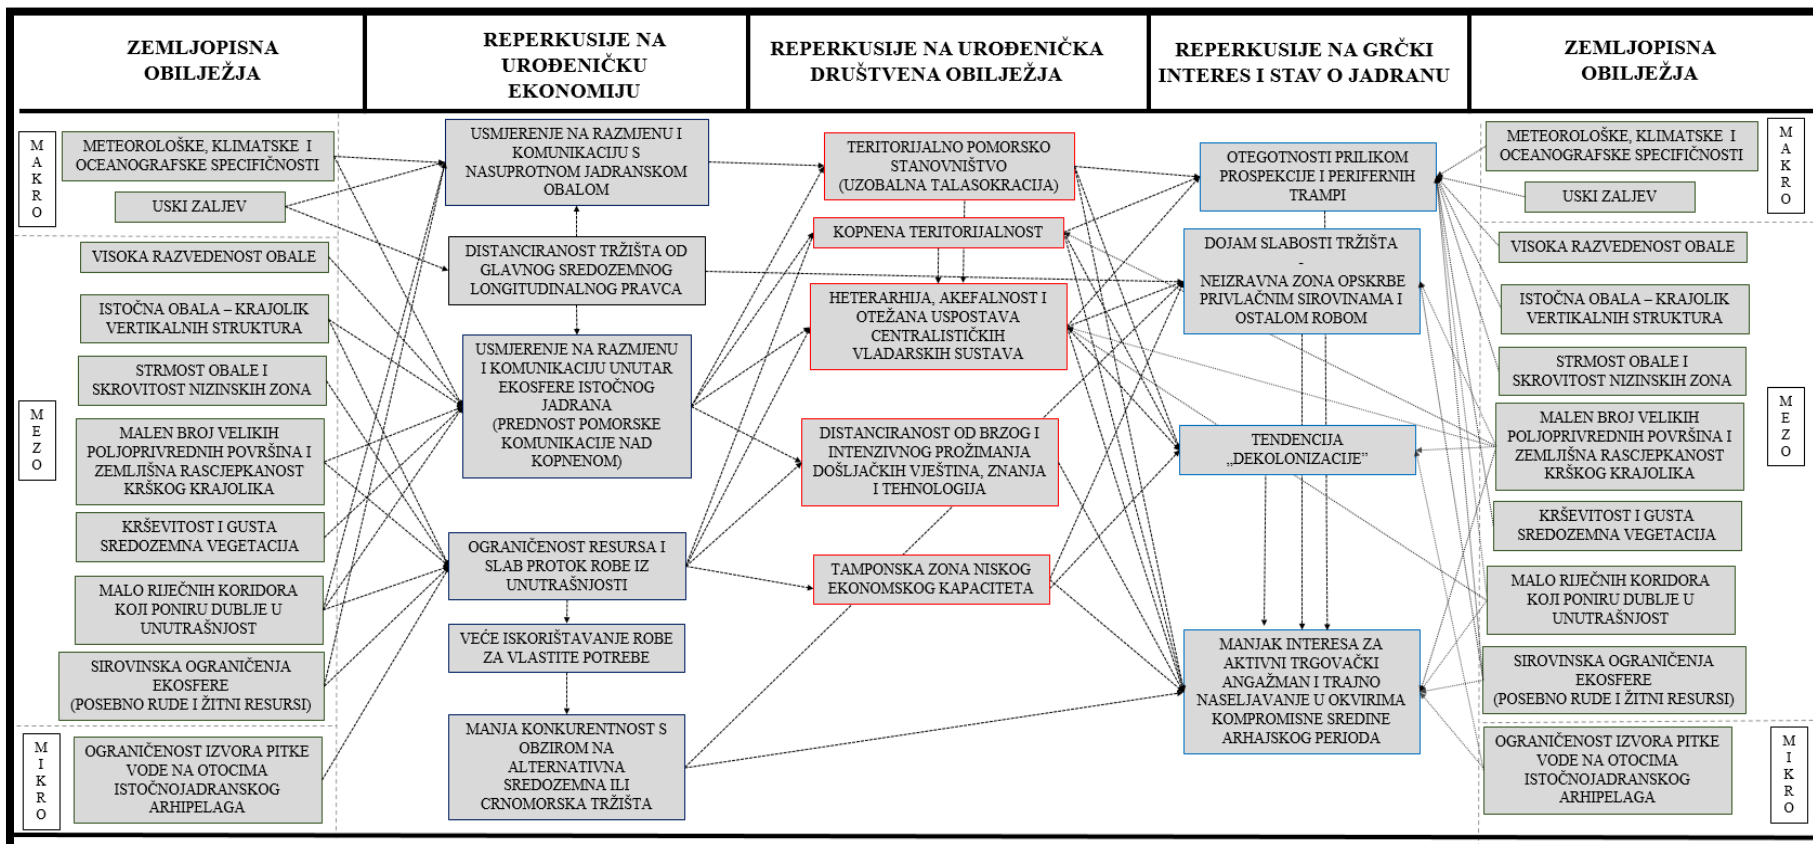 ZEMLJOPISNA
OBILJEŽJA
REPERKUSIJE NA
UROĐENIČKU
EKONOMIJU
REPERKUSIJE NA UROĐENIČKA
DRUŠTVENA OBILJEŽJA
REPERKUSIJE NA GRČKI
INTERES I STAV O JADRANU
ZEMLJOPISNA
OBILJEŽJA
M
A
K
R
O
METEOROLOŠKE, KLIMATSKE I
OCEANOGRAFSKE SPECIFIČNOSTI
USKI ZALJEV
M
E
Z
O
VISOKA RAZVEDENOST OBALE
ISTOČNA OBALA – KRAJOLIK
VERTIKALNIH STRUKTURA
STRMOST OBALE I
SKROVITOST NIZINSKIH ZONA
MALEN BROJ VELIKIH
POLJOPRIVREDNIH POVRŠINA I
ZEMLJIŠNA RASCJEPKANOST
KRŠKOG KRAJOLIKA
KRŠEVITOST I GUSTA
SREDOZEMNA VEGETACIJA
MALO RIJEČNIH KORIDORA
KOJI PONIRU DUBLJE U
UNUTRAŠNJOST
SIROVINSKA OGRANIČENJA
EKOSFERE
(POSEBNO RUDE I ŽITNI RESURSI)
M
I
K
R
O
OGRANIČENOST IZVORA PITKE
VODE NA OTOCIMA
ISTOČNOJADRANSKOG
ARHIPELAGA
USMJERENJE NA RAZMJENU I
KOMUNIKACIJU S
NASUPROTNOM JADRANSKOM
OBALOM
DISTANCIRANOST TRŽIŠTA OD
GLAVNOG SREDOZEMNOG
LONGITUDINALNOG PRAVCA
USMJERENJE NA RAZMJENU
I KOMUNIKACIJU UNUTAR
EKOSFERE ISTOČNOG
JADRANA
(PREDNOST POMORSKE
KOMUNIKACIJE NAD
KOPNENOM)
OGRANIČENOST RESURSA I
SLAB PROTOK ROBE IZ
UNUTRAŠNJOSTI
VEĆE ISKORIŠTAVANJE ROBE
ZA VLASTITE POTREBE
MANJA KONKURENTNOST S
OBZIROM NA
ALTERNATIVNA
SREDOZEMNA ILI
CRNOMORSKA TRŽIŠTA
TERITORIJALNO POMORSKO
STANOVNIŠTVO
(UZOBALNA TALASOKRACIJA)
KOPNENA TERITORIJALNOST
HETERARHIJA, AKEFALNOST I
OTEŽANA USPOSTAVA
CENTRALISTIČKIH
VLADARSKIH SUSTAVA
DISTANCIRANOST OD BRZOG I
INTENZIVNOG PROŽIMANJA
DOŠLJAČKIH VJEŠTINA, ZNANJA
I TEHNOLOGIJA
TAMPONSKA ZONA NISKOG
EKONOMSKOG KAPACITETA
OTEGOTNOSTI PRILIKOM
PROSPEKCIJE I PERIFERNIH
TRAMPI
DOJAM SLABOSTI TRŽIŠTA
-
NEIZRAVNA ZONA OPSKRBE
PRIVLAČNIM SIROVINAMA I
OSTALOM ROBOM
TENDENCIJA
„DEKOLONIZACIJE”
MANJAK INTERESA ZA
AKTIVNI TRGOVAČKI
ANGAŽMAN I TRAJNO
NASELJAVANJE U OKVIRIMA
KOMPROMISNE SREDINE
ARHAJSKOG PERIODA
METEOROLOŠKE, KLIMATSKE I
OCEANOGRAFSKE SPECIFIČNOSTI
USKI ZALJEV
M
A
K
R
O
VISOKA RAZVEDENOST OBALE
ISTOČNA OBALA – KRAJOLIK
VERTIKALNIH STRUKTURA
STRMOST OBALE I
SKROVITOST NIZINSKIH ZONA
MALEN BROJ VELIKIH
POLJOPRIVREDNIH POVRŠINA I
ZEMLJIŠNA RASCJEPKANOST
KRŠKOG KRAJOLIKA
KRŠEVITOST I GUSTA
SREDOZEMNA VEGETACIJA
MALO RIJEČNIH KORIDORA
KOJI PONIRU DUBLJE U
UNUTRAŠNJOST
SIROVINSKA OGRANIČENJA
EKOSFERE
(POSEBNO RUDE I ŽITNI RESURSI)
M
E
Z
O
OGRANIČENOST IZVORA PITKE
VODE NA OTOCIMA
ISTOČNOJADRANSKOG
ARHIPELAGA
M
I
K
R
O